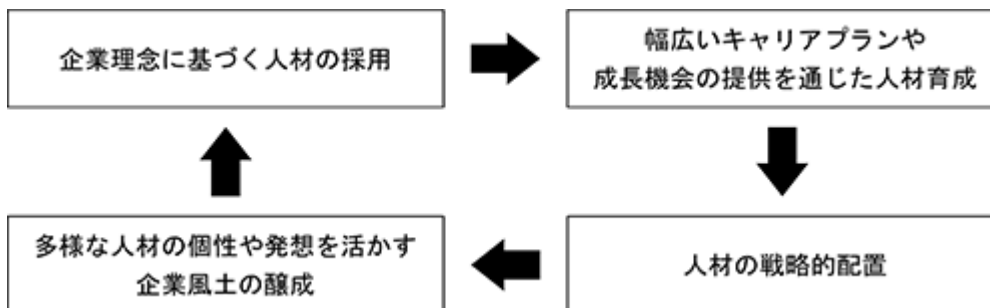 企業理念に基づく人材の採用
幅広いキャリアプランや
成長機会の提供を通じた人材育成
人材の戦略的配置
多様な人材の個性や発想を活かす
企業風土の醸成